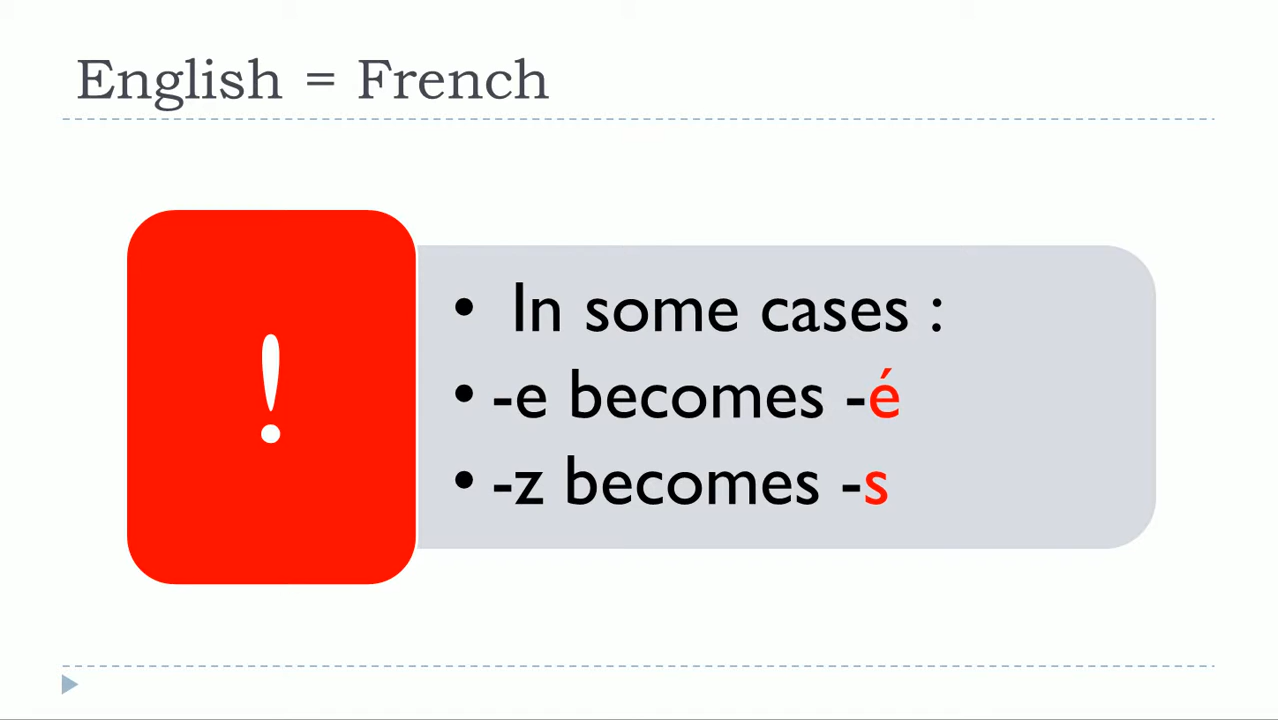 English = French
!
• In some cases :
• -e becomes -é
• -z becomes -s